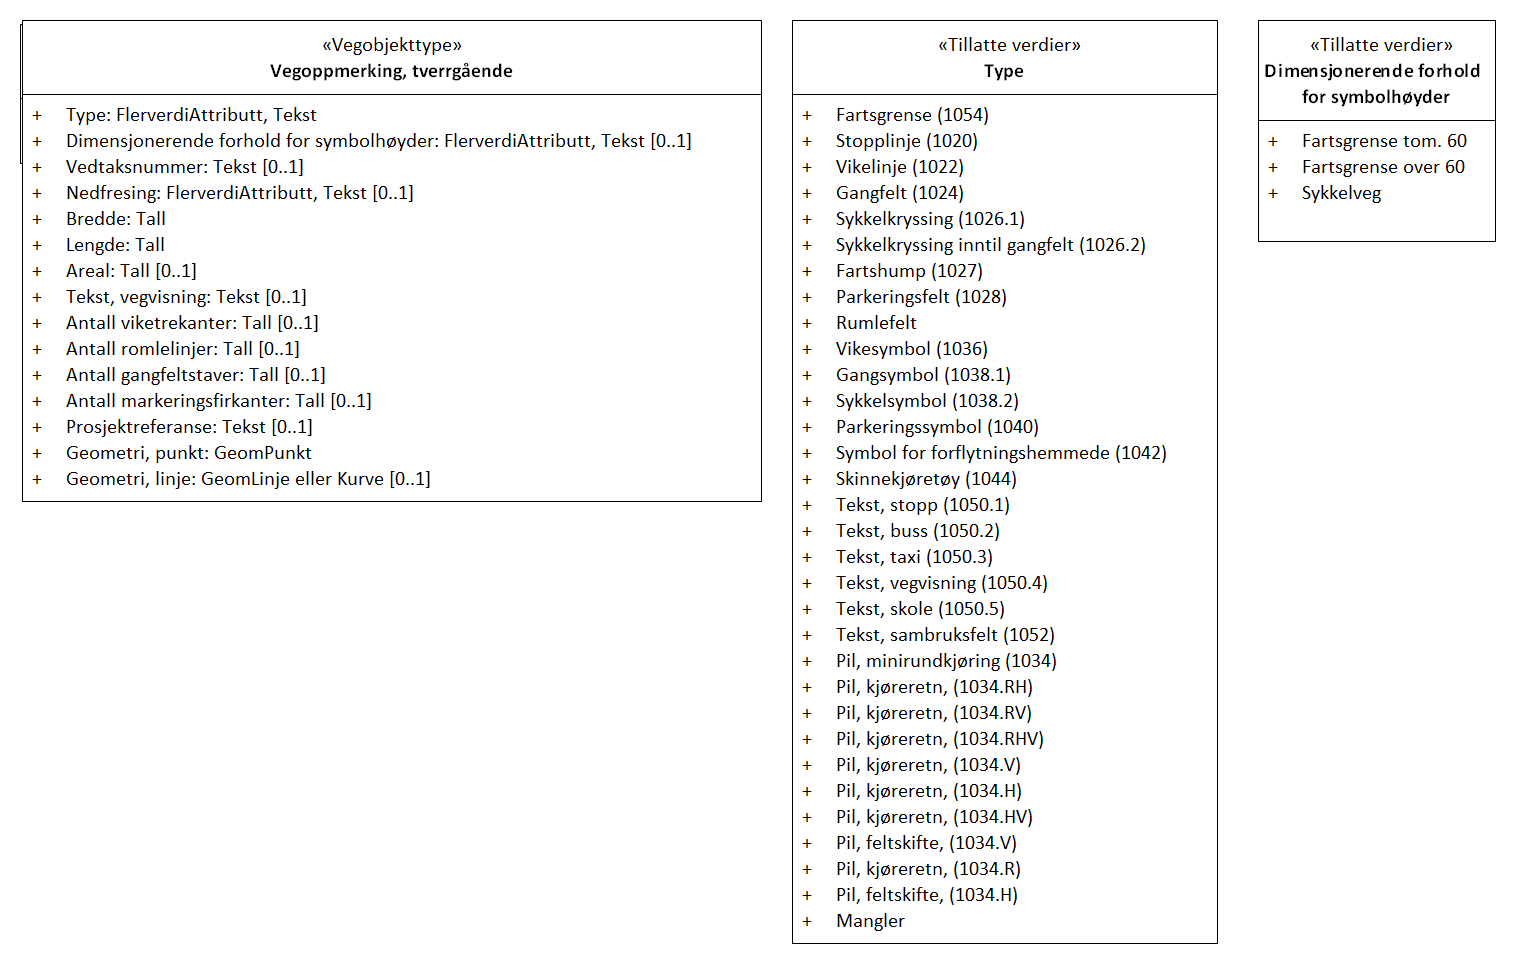 «Vegobjekttype»
Vegoppmerking, tverrgående
+ Type: FlerverdiAttributt, Tekst
+ Dimensjonerende forhold for symbolhøyder: FlerverdiAttributt, Tekst [0..1]
+ Vedtaksnummer: Tekst [0..1]
+ Nedfresing: FlerverdiAttributt, Tekst [0..1]
+ Bredde: Tall
+ Lengde: Tall
+ Areal: Tall [0..1]
+ Tekst, vegvisning: Tekst [0..1]
+ Antall viketrekanter: Tall [0..1]
+ Antall romlelinjer: Tall [0..1]
+ Antall gangfeltstaver: Tall [0..1]
+ Antall markeringsfirkanter: Tall [0..1]
+ Prosjektreferanse: Tekst [0..1]
+ Geometri, punkt: GeomPunkt
+ Geometri, linje: GeomLinje eller Kurve [0..1]
«Tillatte verdier»
Type
+ Fartsgrense (1054)
+ Stopplinje (1020)
+ Vikelinje (1022)
+ Gangfelt (1024)
+ Sykkelkryssing (1026.1)
+ Sykkelkryssing inntil gangfelt (1026.2)
+ Fartshump (1027)
+ Parkeringsfelt (1028)
+ Rumlefelt
+ Vikesymbol (1036)
+ Gangsymbol (1038.1)
+ Sykkelsymbol (1038.2)
+ Parkeringssymbol (1040)
+ Symbol for forflytningshemmede (1042)
+ Skinnekjøretøy (1044)
+ Tekst, stopp (1050.1)
+ Tekst, buss (1050.2)
+ Tekst, taxi (1050.3)
+ Tekst, vegvisning (1050.4)
+ Tekst, skole (1050.5)
+ Tekst, sambruksfelt (1052)
+ Pil, minirundkjøring (1034)
+ Pil, kjøreretn, (1034.RH)
+ Pil, kjøreretn, (1034.RV)
+ Pil, kjøreretn, (1034.RHV)
+ Pil, kjøreretn, (1034.V)
+ Pil, kjøreretn, (1034.H)
+ Pil, kjøreretn, (1034.HV)
+ Pil, feltskifte, (1034.V)
+ Pil, kjøreretn, (1034.R)
+ Pil, feltskifte, (1034.H)
+ Mangler
«Tillatte verdier»
Dimensjonerende forhold
for symbolhøyder
+ Fartsgrense tom. 60
+ Fartsgrense over 60
+ Sykkelveg